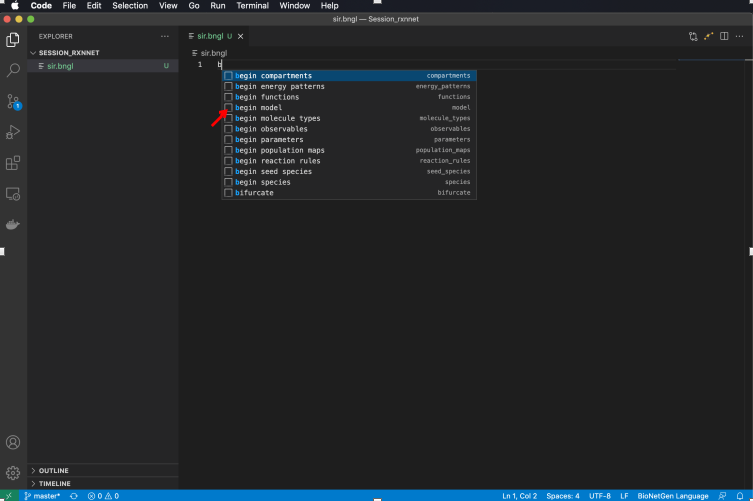 Code File Edit Selection View Go Run Terminal Window Help
sir.bngl — Session_rxnnet
EXPLORER
SESSION_RXNNET
sir.bngl U
sir.bngl U
sir.bngl
1 b
begin compartments compartments
begin energy patterns energy_patterns
begin functions functions
begin model model
begin molecule types molecule_types
begin observables observables
begin parameters parameters
begin population maps population_maps
begin reaction rules reaction_rules
begin seed species seed_species
begin species species
bifurcate bifurcate
1
OUTLINE
TIMELINE
master* 0 0 Ln 1, Col 2 Spaces: 4 UTF-8 LF BioNetGen Language